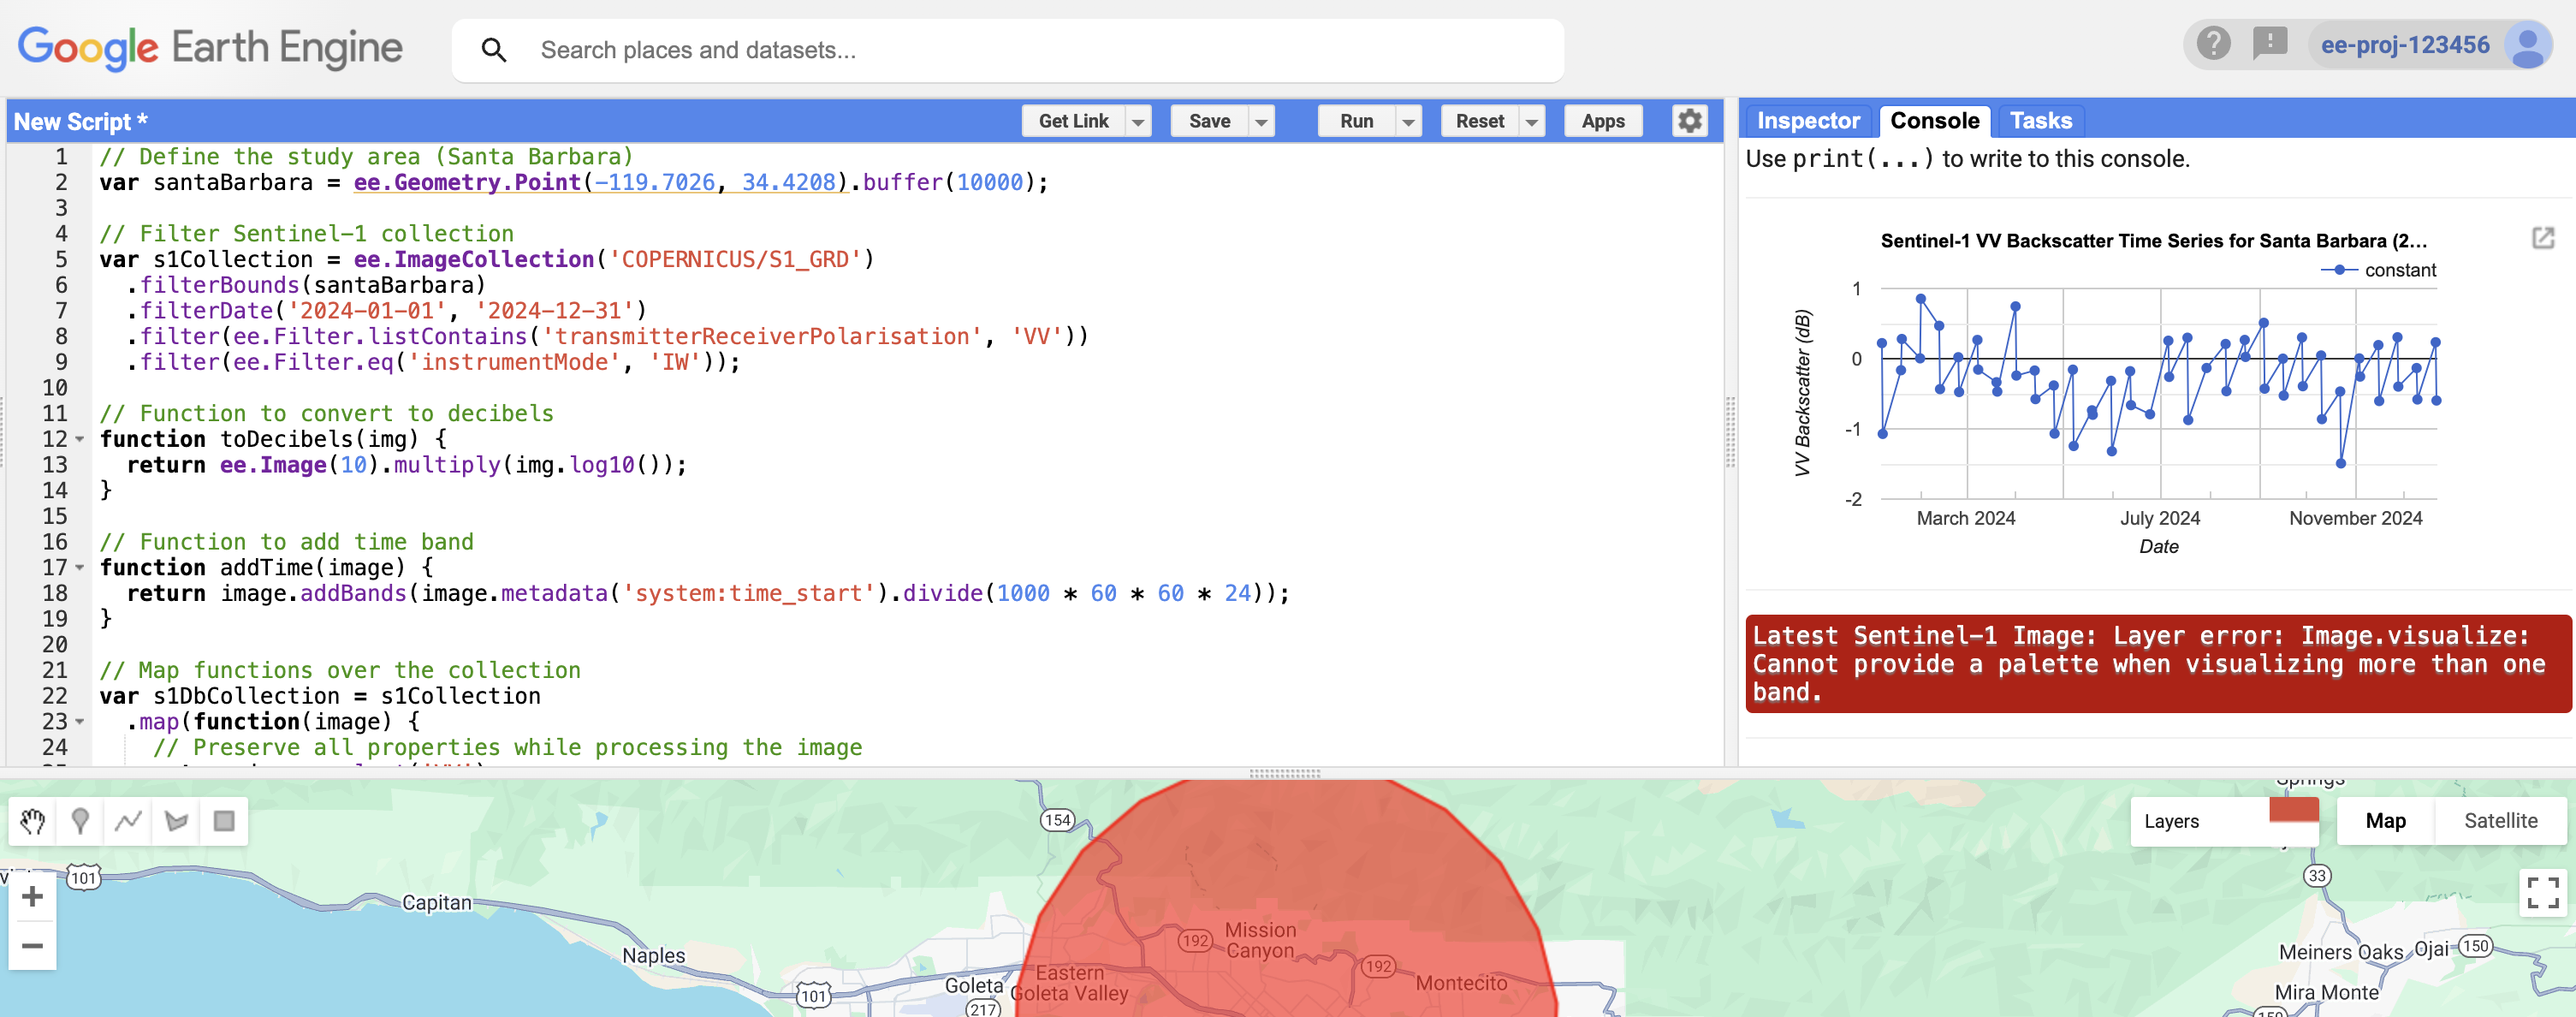 Google Earth Engine
Search places and datasets...
ee-proj-123456
New Script *
Get Link
Save
Run
Reset
Apps
Inspector
Console
Tasks
1 // Define the study area (Santa Barbara)
2 var santaBarbara = ee.Geometry.Point(-119.7026, 34.4208).buffer(10000);
3
4 // Filter Sentinel-1 collection
5 var s1Collection = ee.ImageCollection('COPERNICUS/S1_GRD')
6 .filterBounds(santaBarbara)
7 .filterDate('2024-01-01', '2024-12-31')
8 .filter(ee.Filter.listContains('transmitterReceiverPolarisation', 'VV'))
9 .filter(ee.Filter.eq('instrumentMode', 'IW'));
10
11 // Function to convert to decibels
12 function toDecibels(img) {
13 return ee.Image(10).multiply(img.log10());
14 }
15
16 // Function to add time band
17 function addTime(image) {
18 return image.addBands(image.metadata('system:time_start').divide(1000 * 60 * 60 * 24));
19 }
20
21 // Map functions over the collection
22 var s1DbCollection = s1Collection
23 .map(function(image) {
24 // Preserve all properties while processing the image
Use print(...) to write to this console.
Sentinel-1 VV Backscatter Time Series for Santa Barbara (2...
constant
VV Backscatter (dB)
1
0
-1
-2
March 2024
July 2024
November 2024
Date
Latest Sentinel-1 Image: Layer error: Image.visualize:
Cannot provide a palette when visualizing more than one
band.
Springs
154
Layers
Map
Satellite
101
33
Capitan
Mission
Canyon
192
Naples
Meiners Oaks
Ojai
150
192
Eastern
Goleta Valley
Goleta
Montecito
101
217
Mira Monte
150